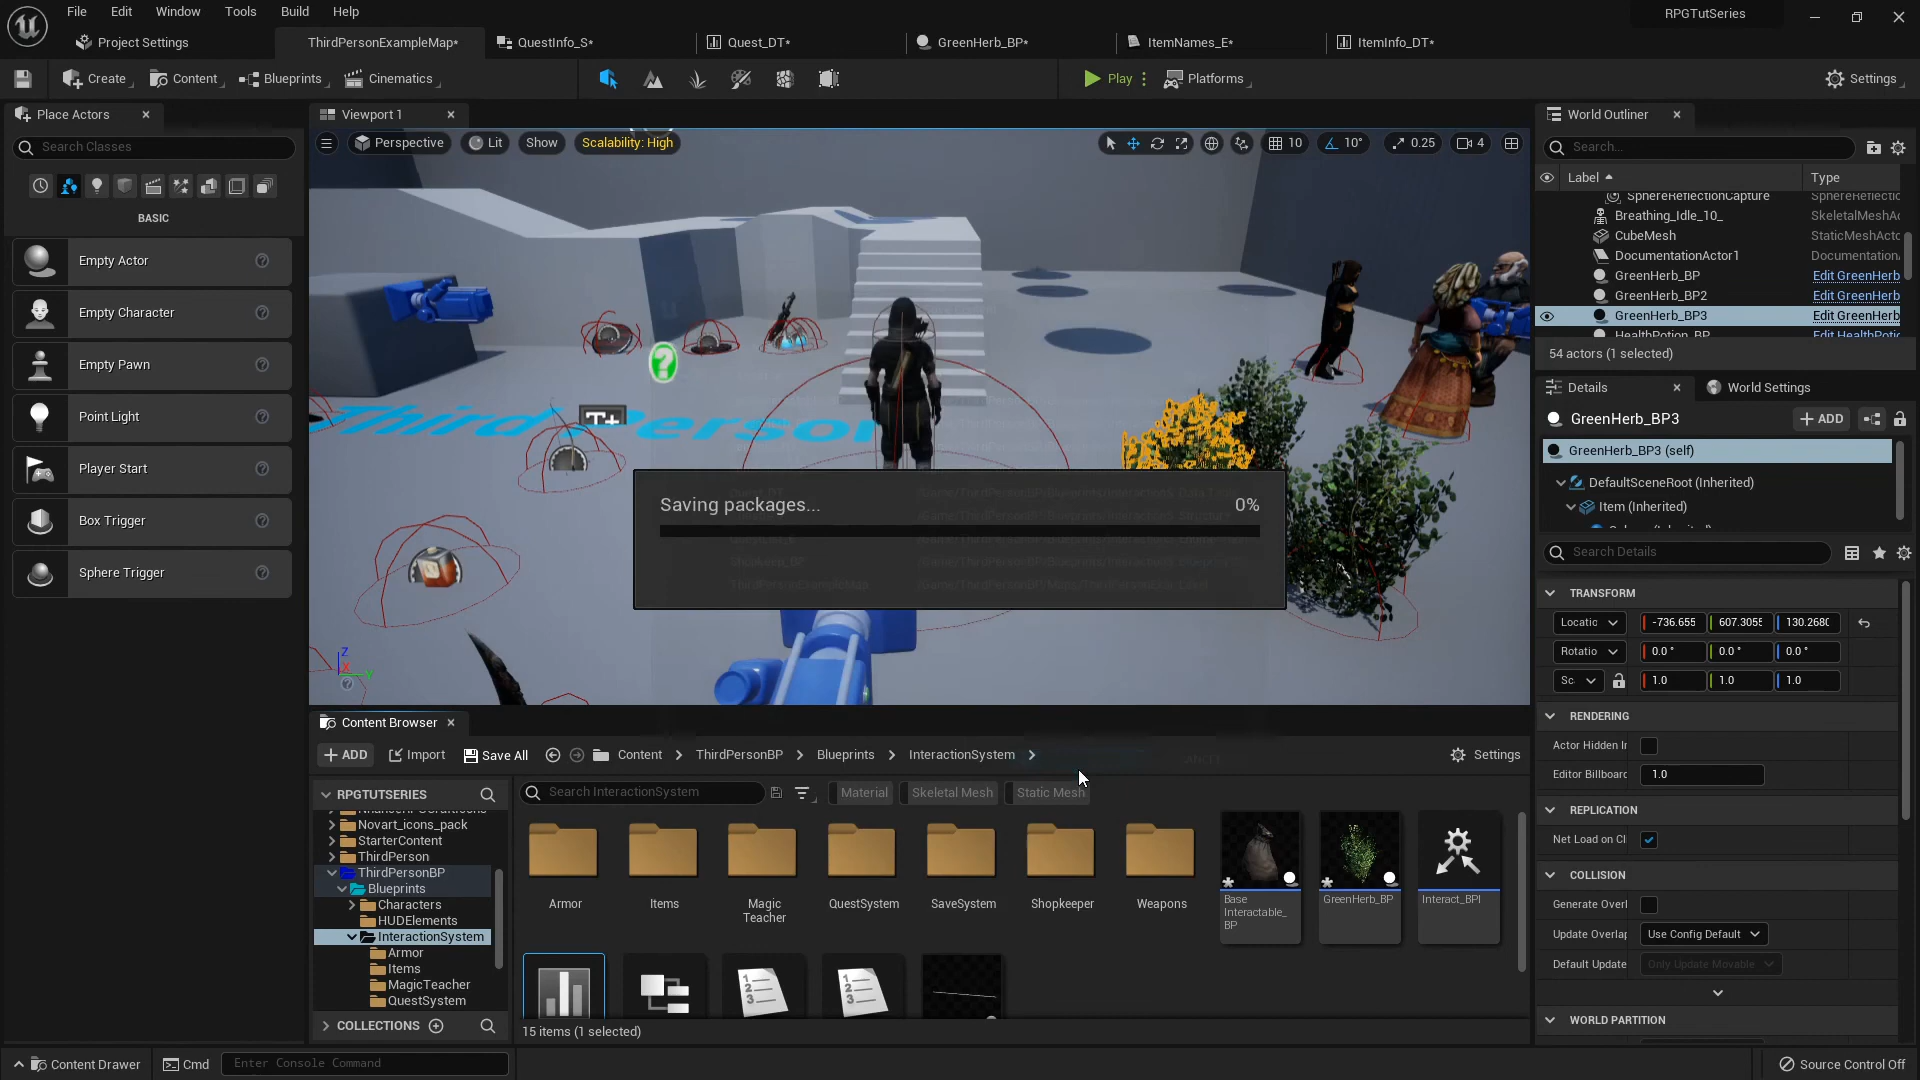 File Edit Window Tools Build Help
RPGTutSeries
Project Settings
ThirdPersonExampleMap*
QuestInfo_S*
Quest_DT*
GreenHerb_BP*
ItemNames_E*
ItemInfo_DT*
Create
Content
Blueprints
Cinematics
Play
Platforms
Settings
Place Actors
Search Classes
BASIC
Empty Actor
Empty Character
Empty Pawn
Point Light
Player Start
Box Trigger
Sphere Trigger
Viewport 1
Perspective
Lit
Show
Scalability: High
10
10°
0.25
4
Third Person
T+
Saving packages...
0%
Z
X
Y
World Outliner
Search...
Label
Type
SphereReflectionCapture
SphereReflectic
Breathing_Idle_10_
SkeletalMeshAc
CubeMesh
StaticMeshActo
DocumentationActor1
Documentation
GreenHerb_BP
Edit GreenHerb
GreenHerb_BP2
Edit GreenHerb
GreenHerb_BP3
Edit GreenHerb
HealthPotion_BP
Edit HealthPotic
54 actors (1 selected)
Details
World Settings
GreenHerb_BP3
ADD
GreenHerb_BP3 (self)
DefaultSceneRoot (Inherited)
Item (Inherited)
Search Details
TRANSFORM
Locatic
-736.655
607.3055
130.2680
Rotatio
0.0 °
0.0 °
0.0 °
Sc
1.0
1.0
1.0
RENDERING
Actor Hidden Ir
Editor Billboarc
1.0
REPLICATION
Net Load on Cl
COLLISION
Generate Overl
Update Overlap
Use Config Default
Default Update
Only Update Movable
WORLD PARTITION
Content Browser
ADD
Import
Save All
Content
ThirdPersonBP
Blueprints
InteractionSystem
Settings
RPGTUTSERIES
Search InteractionSystem
Material
Skeletal Mesh
Static Mesh
Novart_icons_pack
StarterContent
ThirdPerson
ThirdPersonBP
Blueprints
Characters
HUDElements
InteractionSystem
Armor
Items
MagicTeacher
QuestSystem
COLLECTIONS
Armor
Items
Magic
Teacher
QuestSystem
SaveSystem
Shopkeeper
Weapons
Base
Interactable_
BP
GreenHerb_BP
Interact_BPI
15 items (1 selected)
Content Drawer
Cmd
Enter Console Command
Source Control Off